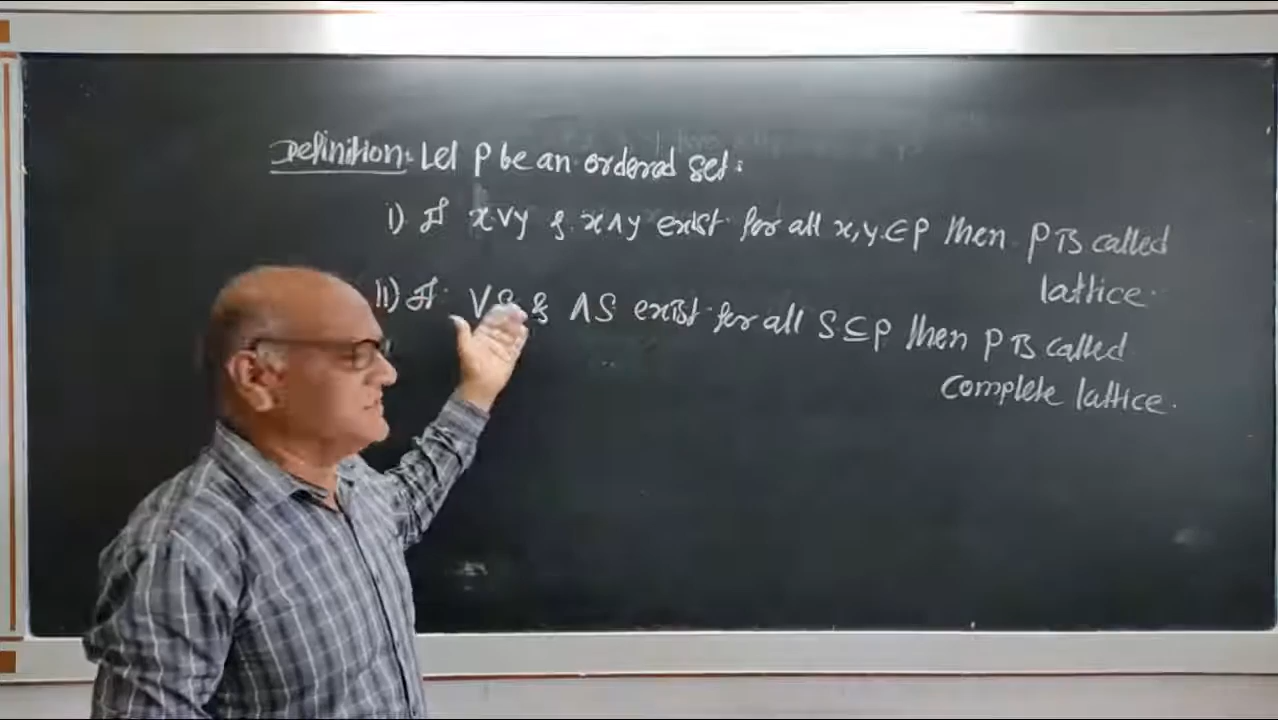 Definition: Let P be an ordered set.
i) If x∨y & x∧y exist for all x,y ∈ P then P is called
lattice.
ii) If ∨S & ∧S exist for all S ⊆ P then P is called
complete lattice.